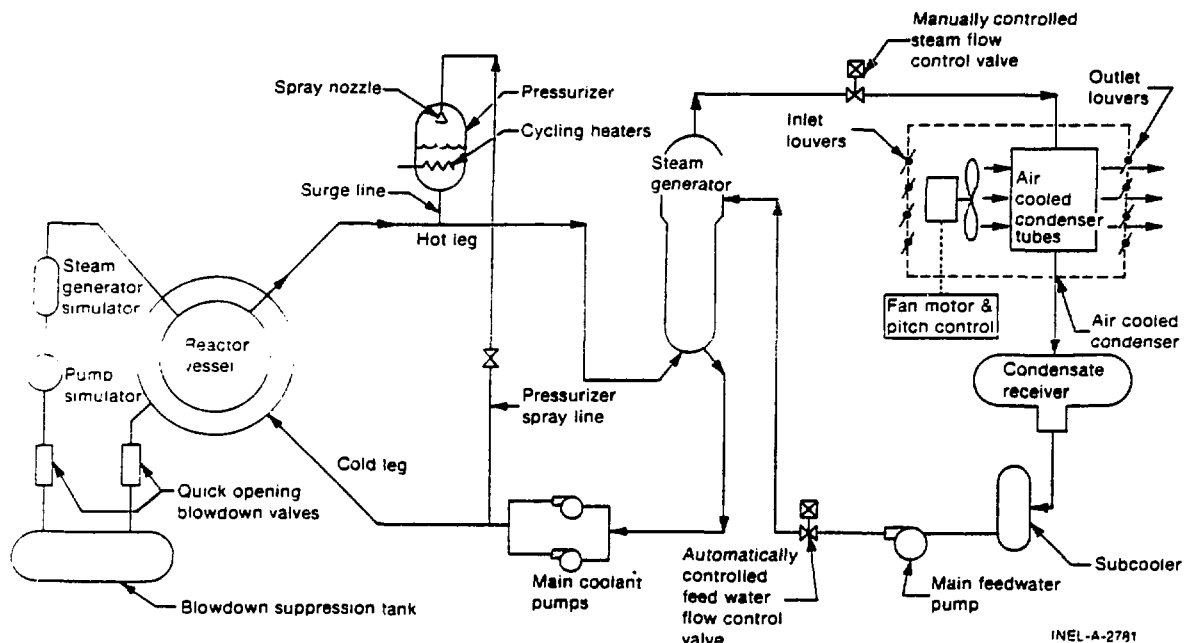 Manually controlled
steam flow
control valve
Spray nozzle
Pressurizer
Cycling heaters
Surge line
Hot leg
Steam
generator
Inlet
louvers
Outlet
louvers
Air
cooled
condenser
tubes
Fan motor &
pitch control
Air cooled
condenser
Condensate
receiver
Steam
generator
simulator
Reactor
vessel
Pump
simulator
Pressurizer
spray line
Cold leg
Quick opening
blowdown valves
Blowdown suppression tank
Main coolant
pumps
Automatically
controlled
feed water
flow control
valve
Main feedwater
pump
Subcooler
INEL-A-2781